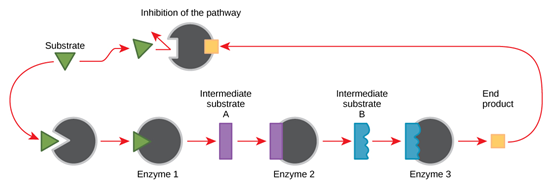 Inhibition of the pathway
Substrate
Intermediate
substrate
A
Intermediate
substrate
B
End
product
Enzyme 1
Enzyme 2
Enzyme 3